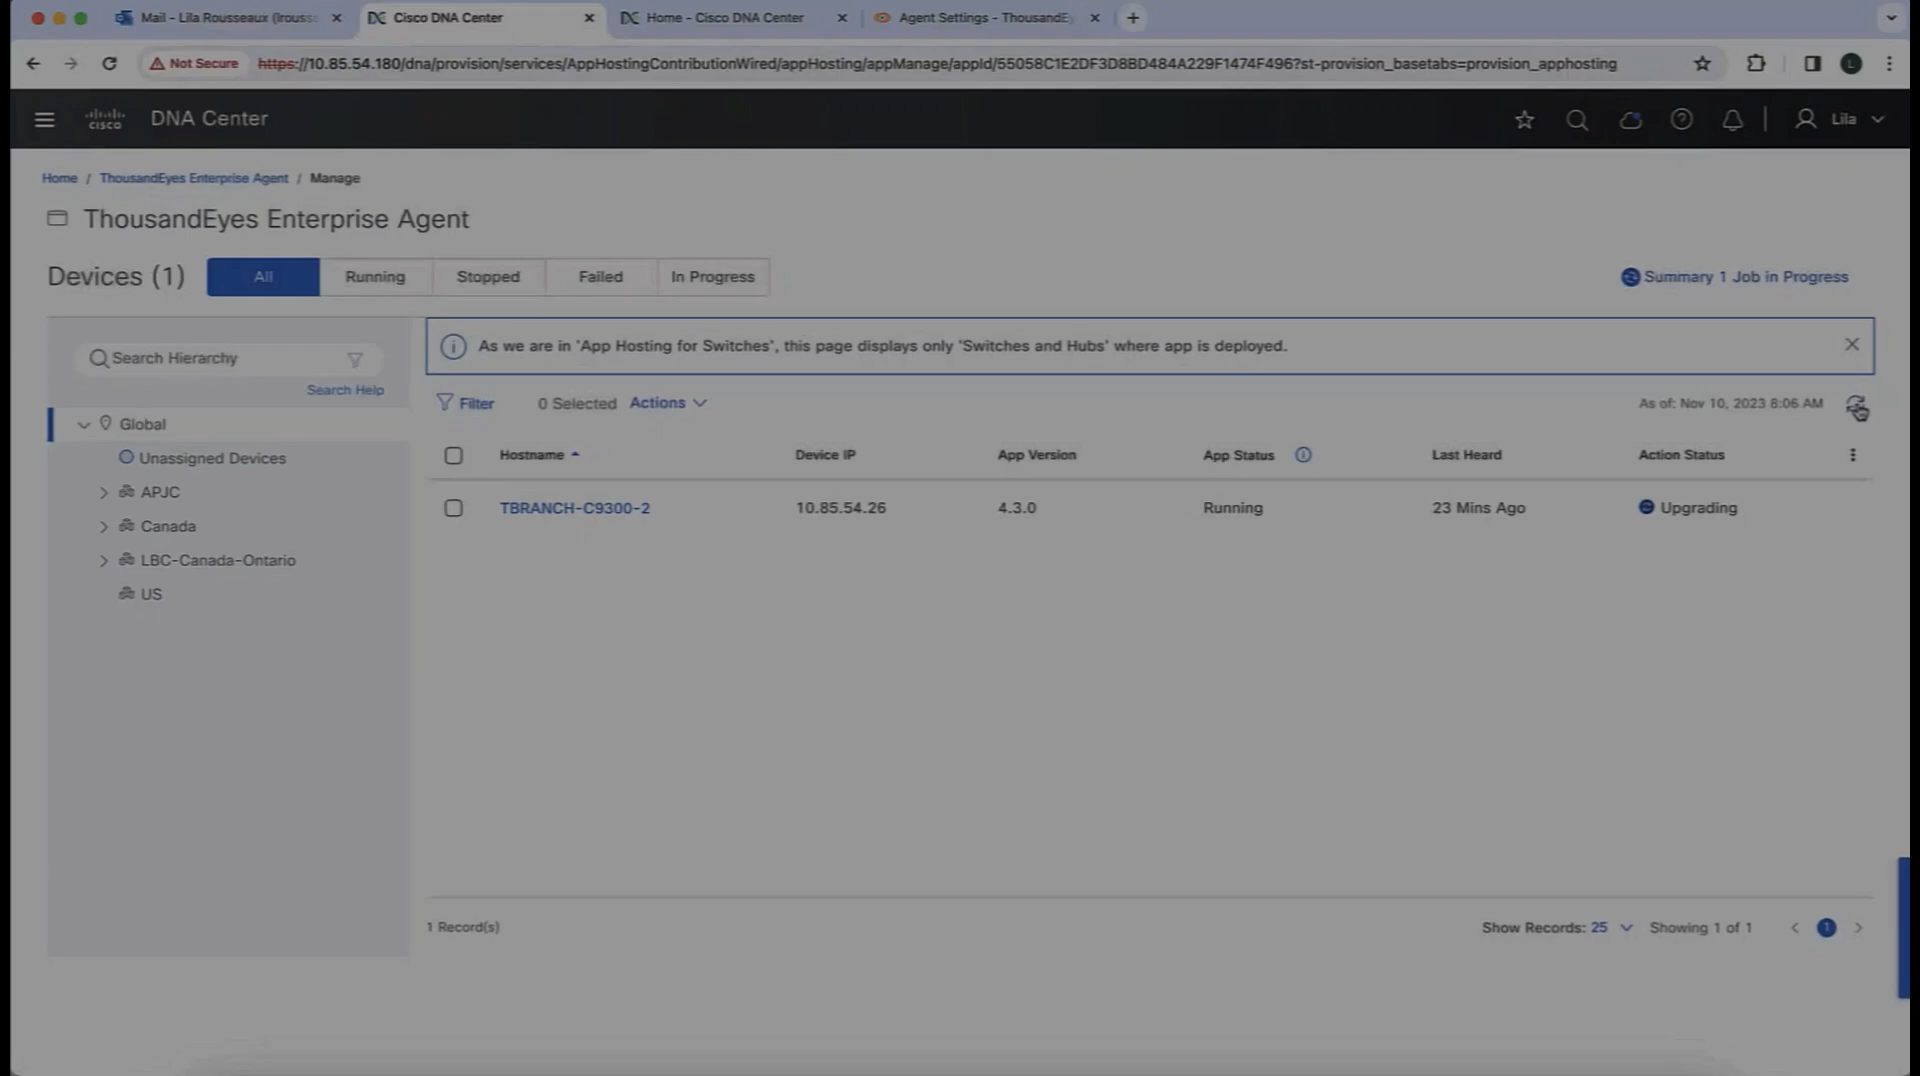 Mail - Lila Rousseaux (lrouss
Cisco DNA Center
Home - Cisco DNA Center
Agent Settings - ThousandEy
Not Secure
https://10.85.54.180/dna/provision/services/AppHostingContributionWired/appHosting/appManage/appId/55058C1E2DF3D8BD484A229F1474F496?st-provision_basetabs=provision_apphosting
L
CISCO
DNA Center
Lila
Home / ThousandEyes Enterprise Agent / Manage
ThousandEyes Enterprise Agent
Devices (1)
All
Running
Stopped
Failed
In Progress
Summary 1 Job in Progress
Search Hierarchy
Search Help
Global
Unassigned Devices
APJC
Canada
LBC-Canada-Ontario
US
As we are in 'App Hosting for Switches', this page displays only 'Switches and Hubs' where app is deployed.
Filter
0 Selected
Actions
As of: Nov 10, 2023 8:06 AM
Hostname
Device IP
App Version
App Status
Last Heard
Action Status
TBRANCH-C9300-2
10.85.54.26
4.3.0
Running
23 Mins Ago
Upgrading
1 Record(s)
Show Records: 25
Showing 1 of 1
1